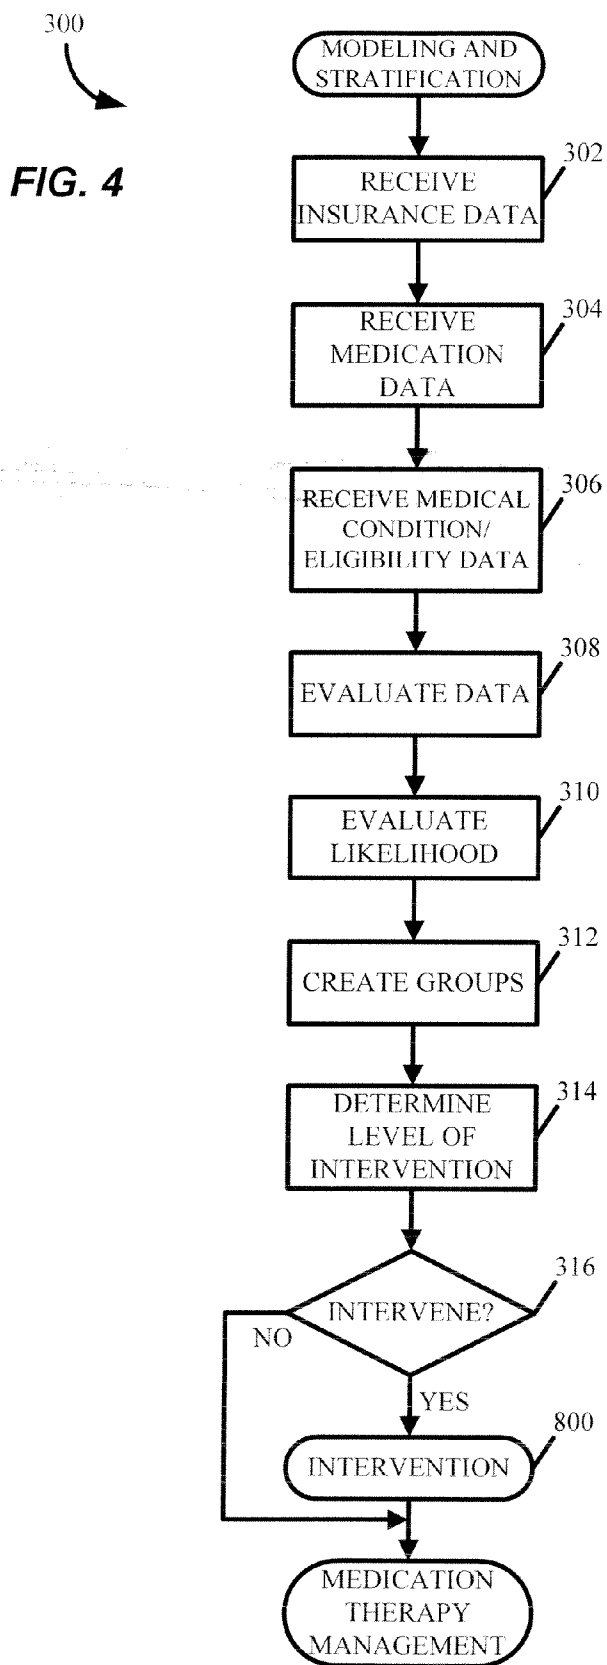 300
FIG. 4
MODELING AND
STRATIFICATION
302
RECEIVE
INSURANCE DATA
304
RECEIVE
MEDICATION
DATA
306
RECEIVE MEDICAL
CONDITION/
ELIGIBILITY DATA
308
EVALUATE DATA
310
EVALUATE
LIKELIHOOD
312
CREATE GROUPS
314
DETERMINE
LEVEL OF
INTERVENTION
316
INTERVENE?
NO
YES
800
INTERVENTION
MEDICATION
THERAPY
MANAGEMENT